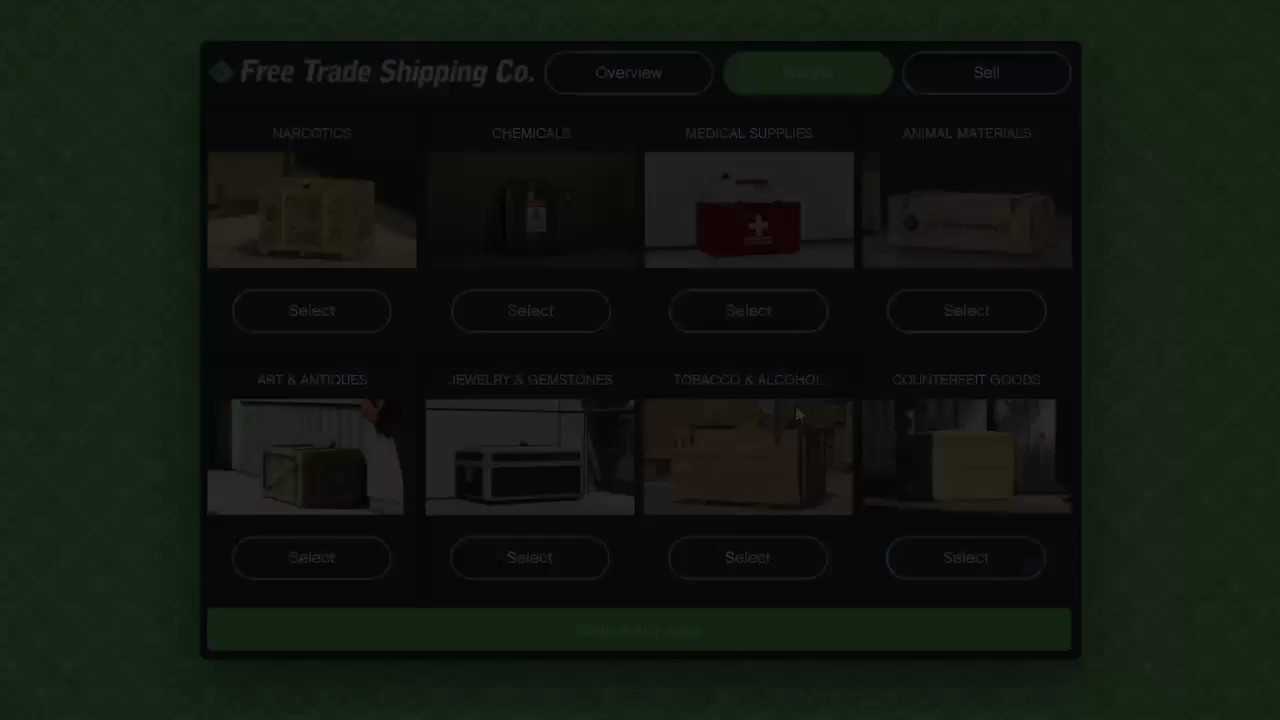 Free Trade Shipping Co.
Overview
Sell
NARCOTICS
CHEMICALS
MEDICAL SUPPLIES
ANIMAL MATERIALS
Select
Select
Select
Select
ART & ANTIQUES
JEWELRY & GEMSTONES
TOBACCO & ALCOHOL...
COUNTERFEIT GOODS
Select
Select
Select
Select